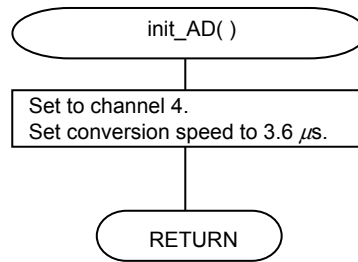 init_AD( )
Set to channel 4.
Set conversion speed to 3.6 μs.
RETURN